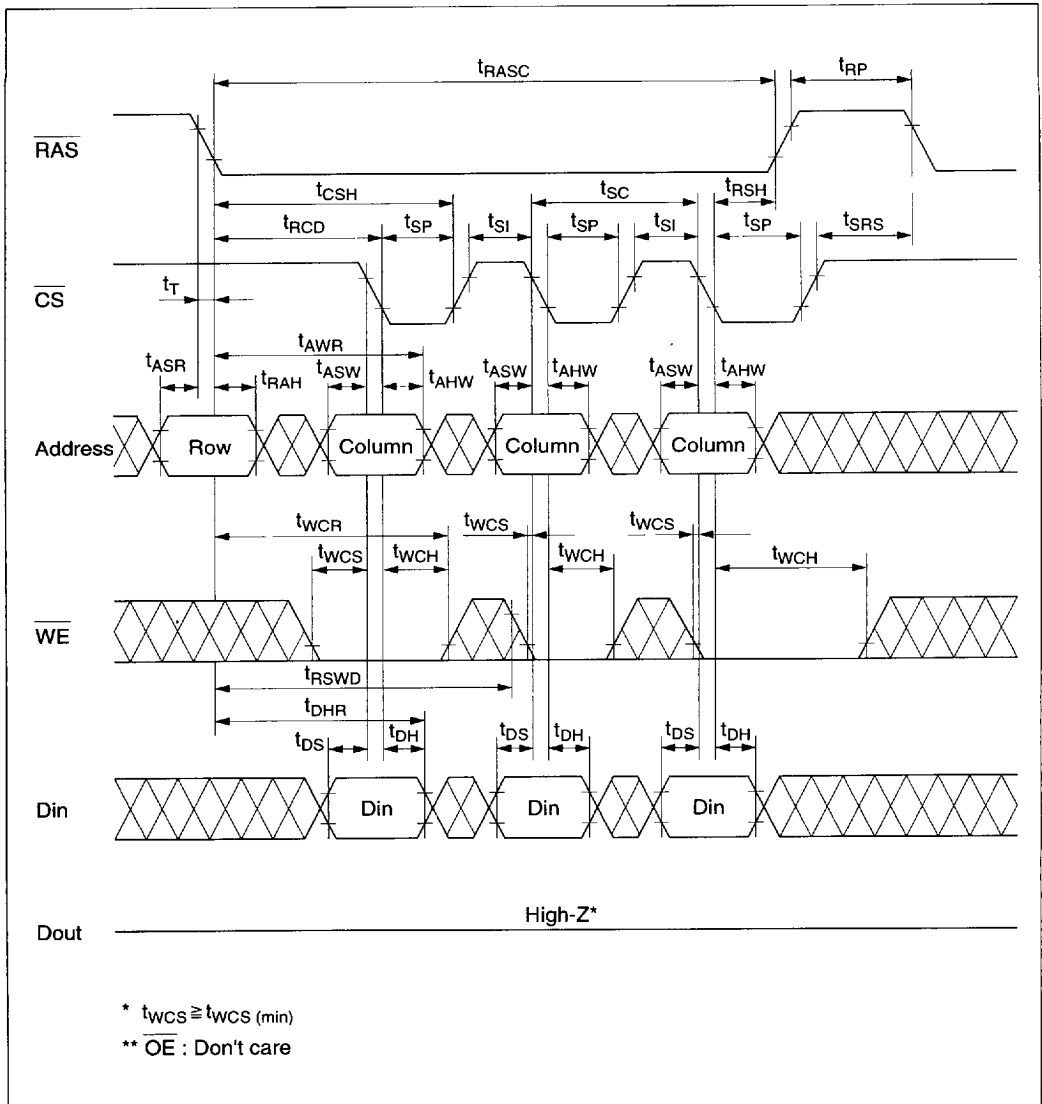 tRASC tRP
RAS
tCSH tSC tRSH
tRCD tSP tSI tSP tSI tSP tSRS
CS
tT
tAWR
tASR tRAH tASW tAHW tASW tAHW tASW tAHW
Address Row Column Column Column
tWCR tWCS tWCS
tWCS tWCH tWCH tWCH
WE
tRSWD
tDHR
tDS tDH tDS tDH tDS tDH
Din Din Din Din
High-Z*
Dout
* tWCS ≧ tWCS (min)
** OE : Don't care